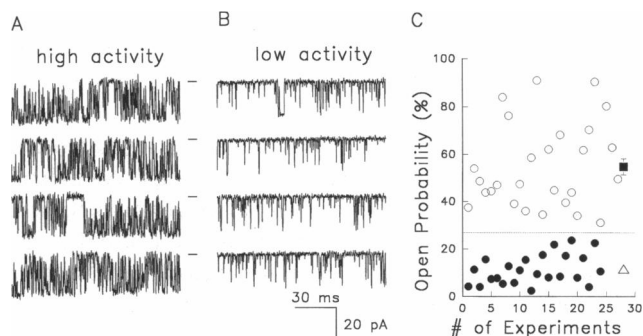 A
B
C
high activity
low activity
30 ms
20 pA
Open Probability (%)
100
80
60
40
20
0
0 5 10 15 20 25 30
# of Experiments